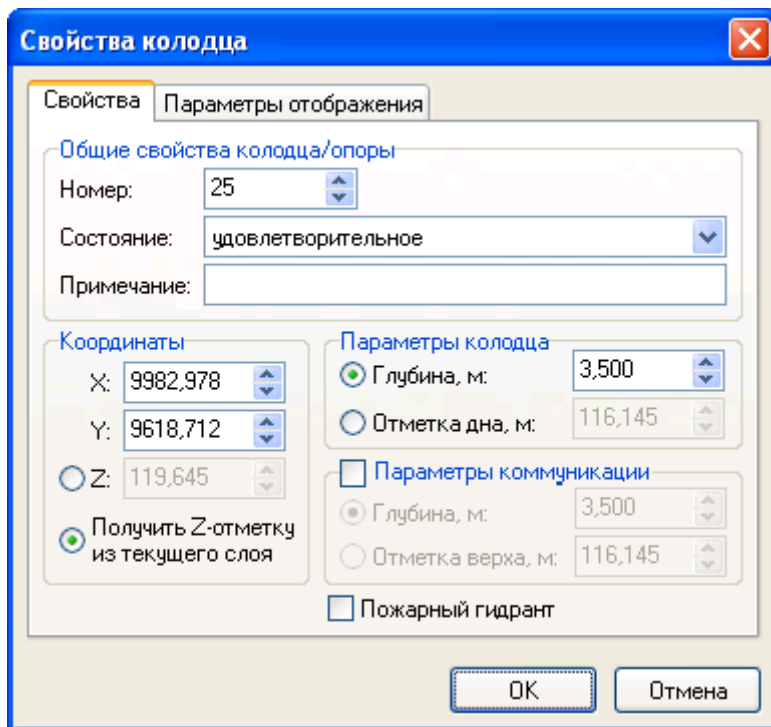 Свойства колодца
Свойства Параметры отображения
Общие свойства колодца/опоры
Номер: 25
Состояние: удовлетворительное
Примечание:
Координаты
X: 9982,978
Y: 9618,712
Z: 119,645
Получить Z-отметку
из текущего слоя
Параметры колодца
Глубина, м: 3,500
Отметка дна, м: 116,145
Параметры коммуникации
Глубина, м: 3,500
Отметка верха, м: 116,145
Пожарный гидрант
OK Отмена